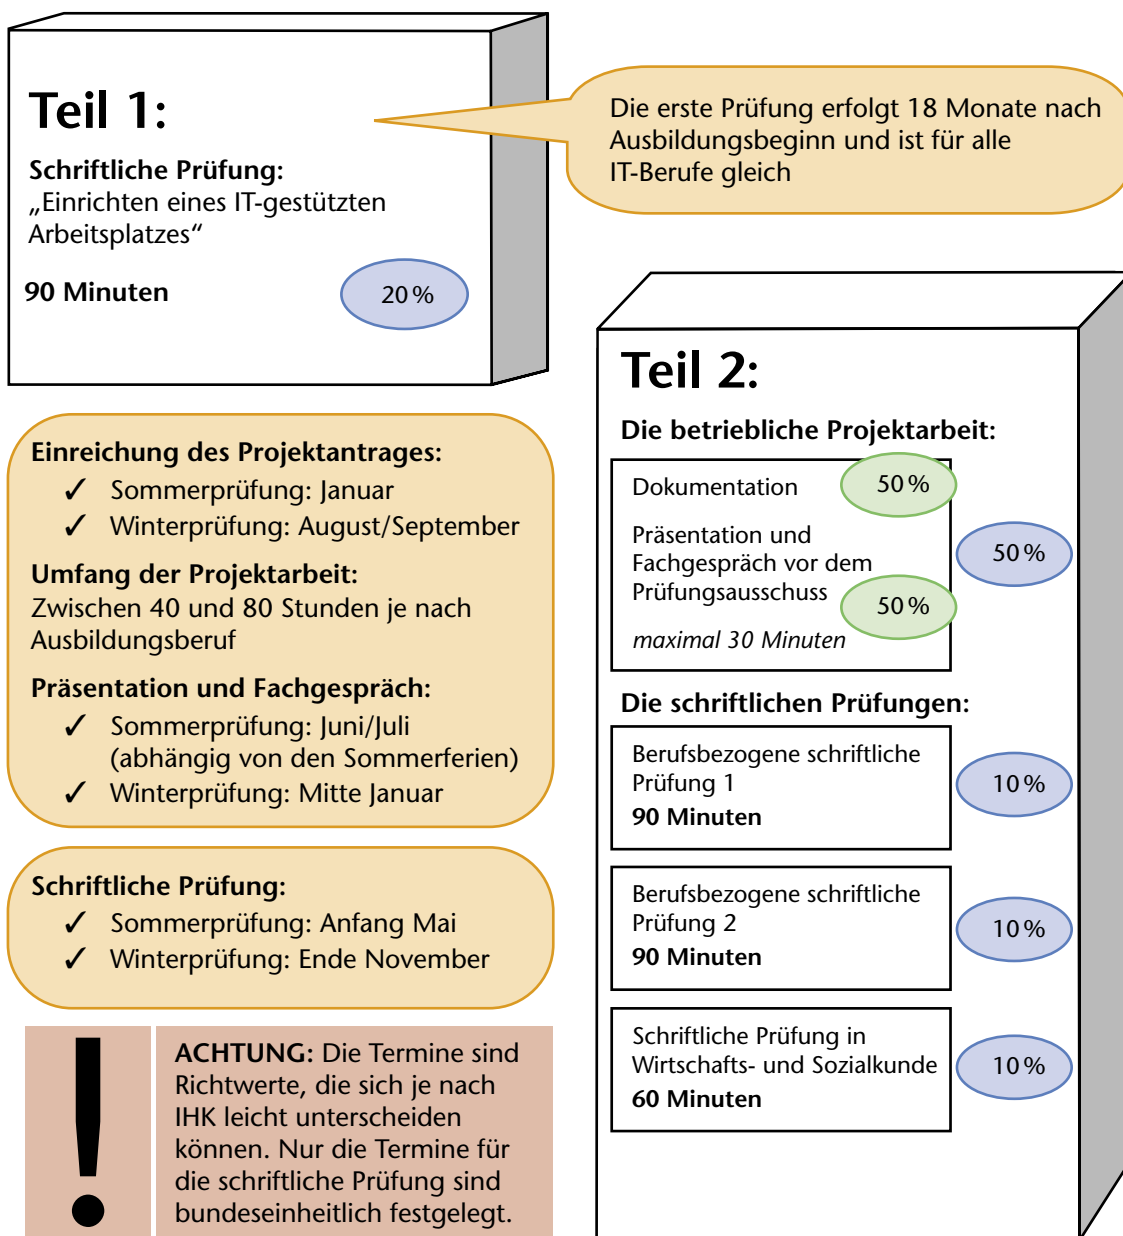 Teil 1:
Schriftliche Prüfung:
„Einrichten eines IT-gestützten
Arbeitsplatzes“
90 Minuten
20 %
Die erste Prüfung erfolgt 18 Monate nach
Ausbildungsbeginn und ist für alle
IT-Berufe gleich
Einreichung des Projektantrages:
✓ Sommerprüfung: Januar
✓ Winterprüfung: August/September
Umfang der Projektarbeit:
Zwischen 40 und 80 Stunden je nach
Ausbildungsberuf
Präsentation und Fachgespräch:
✓ Sommerprüfung: Juni/Juli
(abhängig von den Sommerferien)
✓ Winterprüfung: Mitte Januar
Schriftliche Prüfung:
✓ Sommerprüfung: Anfang Mai
✓ Winterprüfung: Ende November
!
ACHTUNG: Die Termine sind
Richtwerte, die sich je nach
IHK leicht unterscheiden
können. Nur die Termine für
die schriftliche Prüfung sind
bundeseinheitlich festgelegt.
Teil 2:
Die betriebliche Projektarbeit:
Dokumentation
50 %
Präsentation und
Fachgespräch vor dem
Prüfungsausschuss
50 %
maximal 30 Minuten
50 %
Die schriftlichen Prüfungen:
Berufsbezogene schriftliche
Prüfung 1
90 Minuten
10 %
Berufsbezogene schriftliche
Prüfung 2
90 Minuten
10 %
Schriftliche Prüfung in
Wirtschafts- und Sozialkunde
60 Minuten
10 %